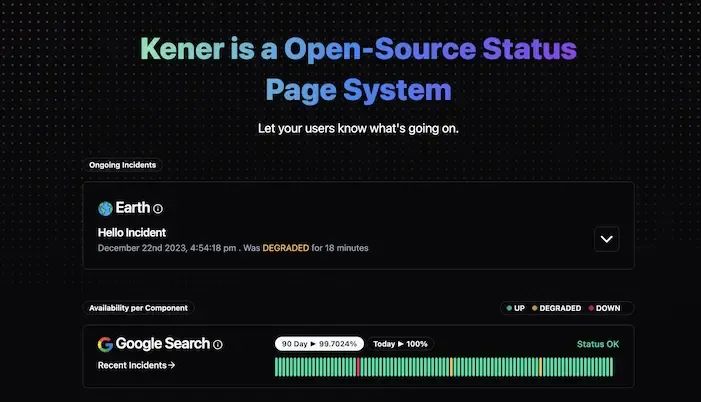 Kener is a Open-Source Status
Page System
Let your users know what's going on.
Ongoing Incidents
Earth
Hello Incident
December 22nd 2023, 4:54:18 pm . Was DEGRADED for 18 minutes
Availability per Component
UP DEGRADED DOWN
Google Search
90 Day ► 99.7024% Today ► 100% Status OK
Recent Incidents →